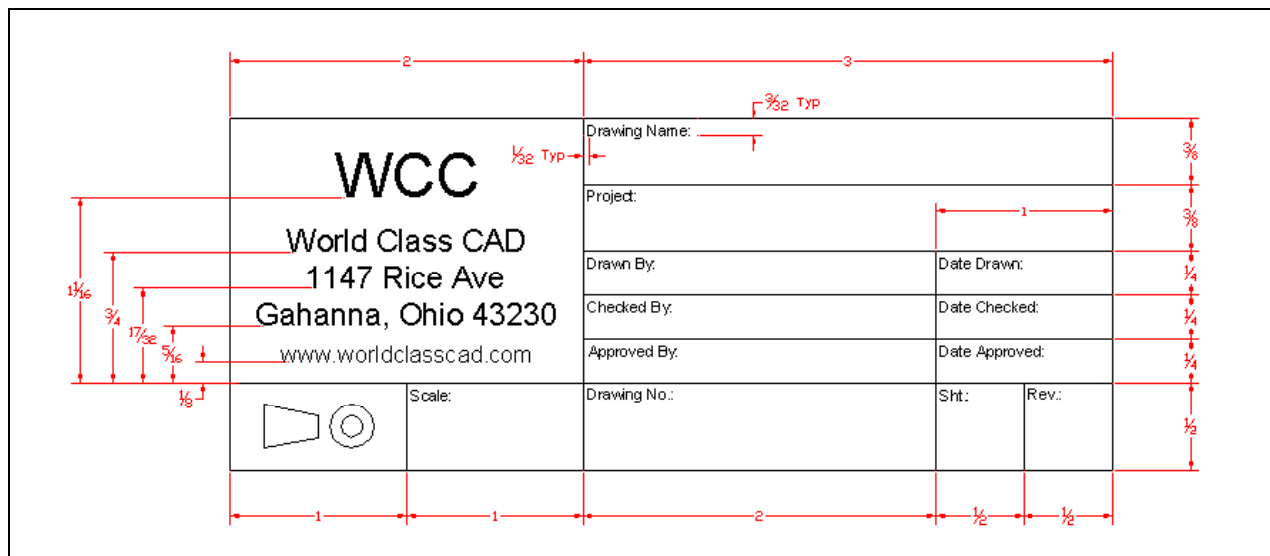 2
3
3/32 Typ
Drawing Name:
1/32 Typ
3/8
WCC
Project:
1
3/8
World Class CAD
1147 Rice Ave
Gahanna, Ohio 43230
www.worldclasscad.com
1 1/16
3/4
17/32
5/16
1/8
Drawn By:
Date Drawn:
1/4
Checked By:
Date Checked:
1/4
Approved By:
Date Approved:
1/4
Scale:
Drawing No.:
Sht.:
Rev.:
1/2
1
1
2
1/2
1/2